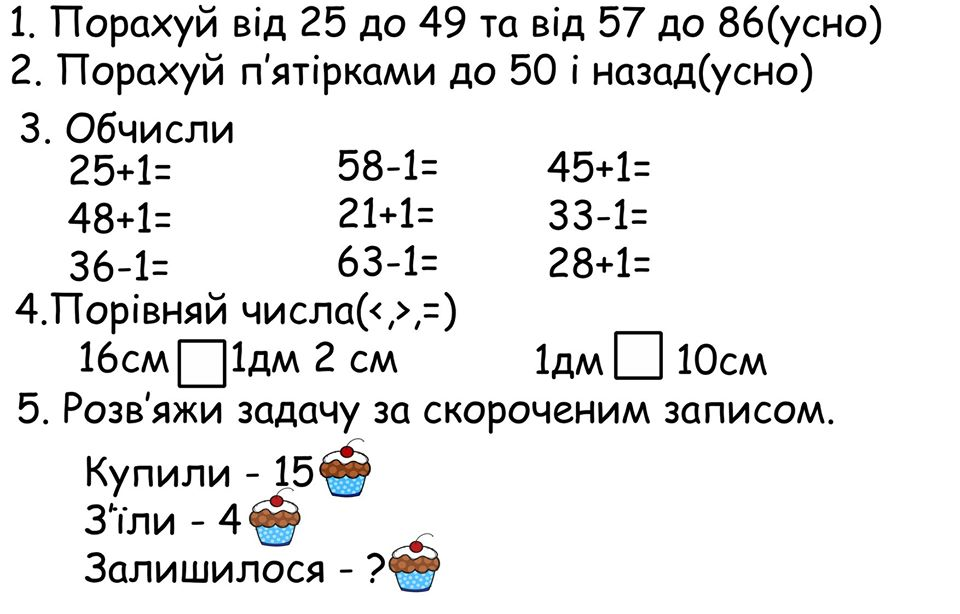 1. Порахуй від 25 до 49 та від 57 до 86(усно)
2. Порахуй п'ятірками до 50 і назад(усно)
3. Обчисли
25+1= 58-1= 45+1=
48+1= 21+1= 33-1=
36-1= 63-1= 28+1=
4.Порівняй числа(<,>,=)
16см 1дм 2 см 1дм 10см
5. Розв'яжи задачу за скороченим записом.
Купили - 15
З'їли - 4
Залишилося - ?